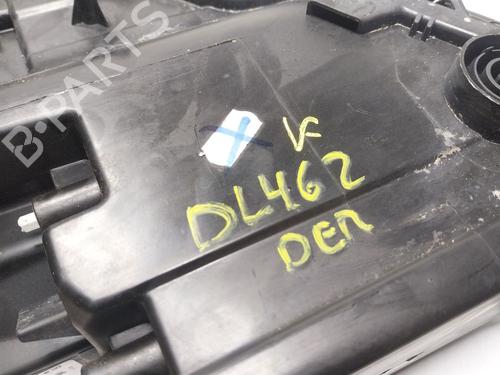 B-PARTS
X
VF
DL462
DER